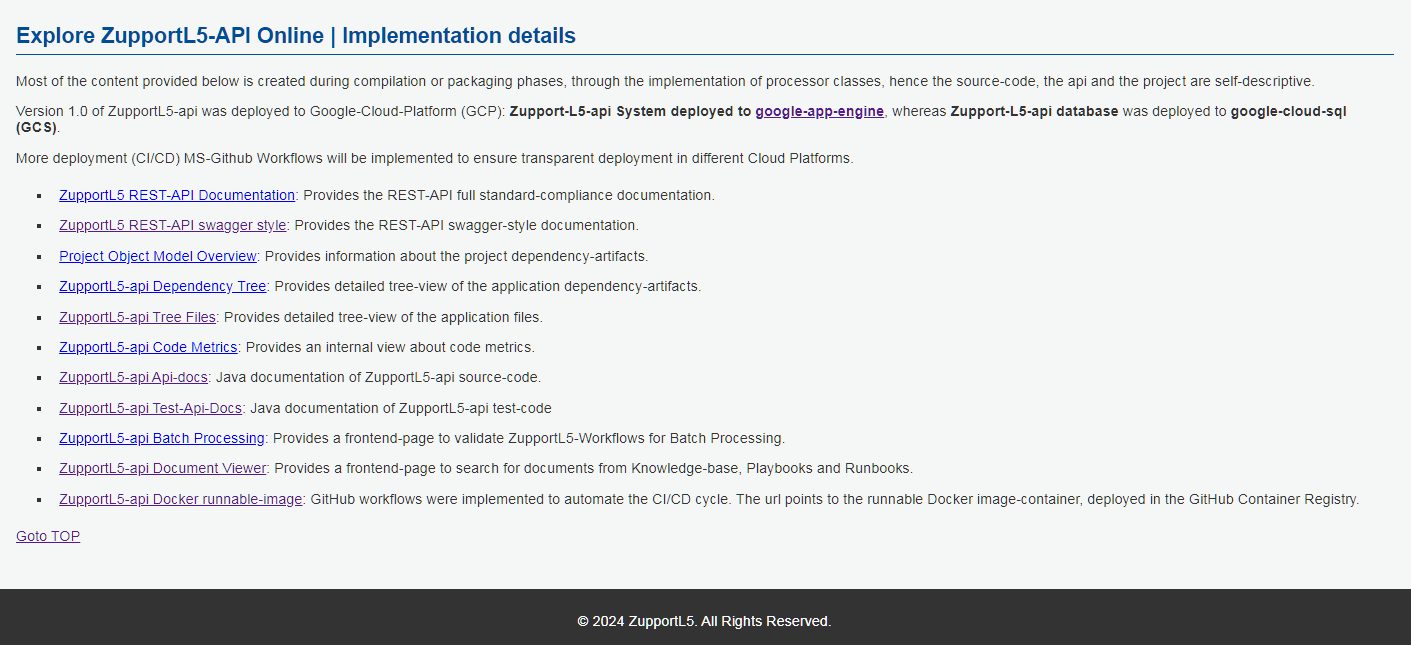 Explore ZupportL5-API Online | Implementation details
Most of the content provided below is created during compilation or packaging phases, through the implementation of processor classes, hence the source-code, the api and the project are self-descriptive.
Version 1.0 of ZupportL5-api was deployed to Google-Cloud-Platform (GCP): Zupport-L5-api System deployed to google-app-engine, whereas Zupport-L5-api database was deployed to google-cloud-sql
(GCS).
More deployment (CI/CD) MS-Github Workflows will be implemented to ensure transparent deployment in different Cloud Platforms.
▪ ZupportL5 REST-API Documentation: Provides the REST-API full standard-compliance documentation.
▪ ZupportL5 REST-API swagger style: Provides the REST-API swagger-style documentation.
▪ Project Object Model Overview: Provides information about the project dependency-artifacts.
▪ ZupportL5-api Dependency Tree: Provides detailed tree-view of the application dependency-artifacts.
▪ ZupportL5-api Tree Files: Provides detailed tree-view of the application files.
▪ ZupportL5-api Code Metrics: Provides an internal view about code metrics.
▪ ZupportL5-api Api-docs: Java documentation of ZupportL5-api source-code.
▪ ZupportL5-api Test-Api-Docs: Java documentation of ZupportL5-api test-code
▪ ZupportL5-api Batch Processing: Provides a frontend-page to validate ZupportL5-Workflows for Batch Processing.
▪ ZupportL5-api Document Viewer: Provides a frontend-page to search for documents from Knowledge-base, Playbooks and Runbooks.
▪ ZupportL5-api Docker runnable-image: GitHub workflows were implemented to automate the CI/CD cycle. The url points to the runnable Docker image-container, deployed in the GitHub Container Registry.
Goto TOP
© 2024 ZupportL5. All Rights Reserved.